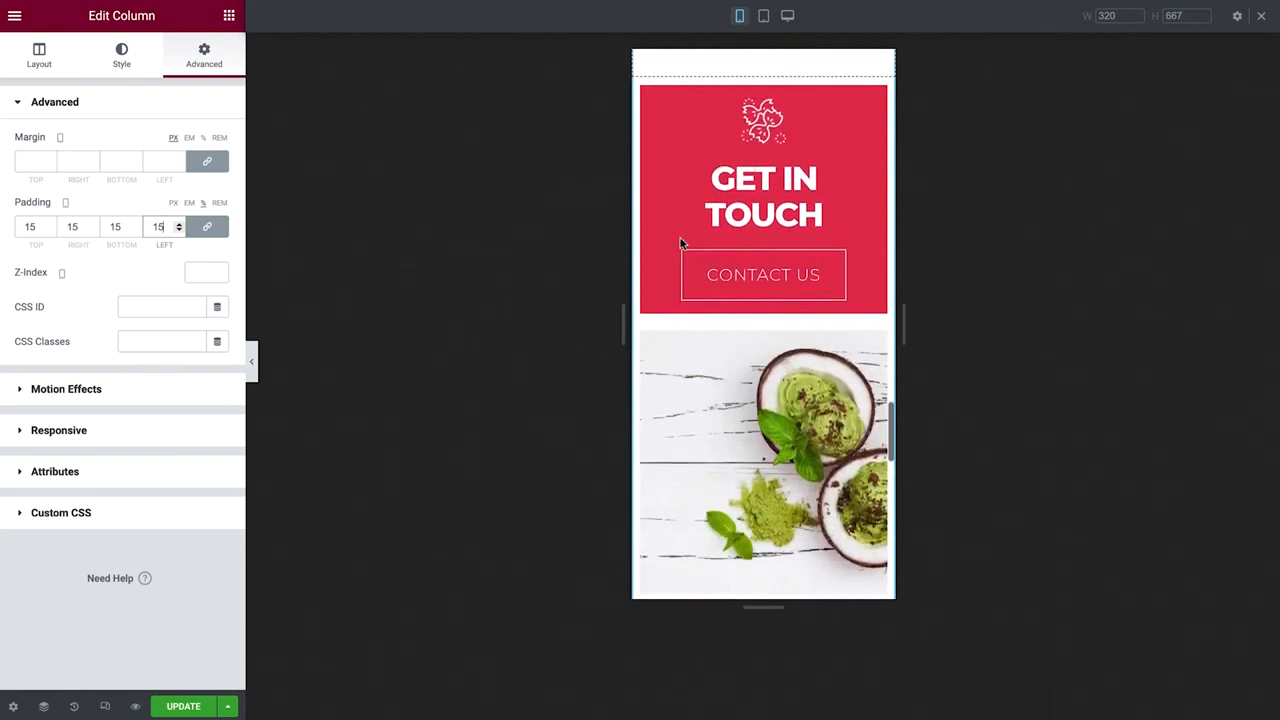 Edit Column
W 320 H 667
Layout Style Advanced
Advanced
Margin PX EM % REM
TOP RIGHT BOTTOM LEFT
Padding PX EM % REM
15 15 15 15
TOP RIGHT BOTTOM LEFT
Z-Index
CSS ID
CSS Classes
Motion Effects
Responsive
Attributes
Custom CSS
Need Help ?
UPDATE
GET IN
TOUCH
CONTACT US